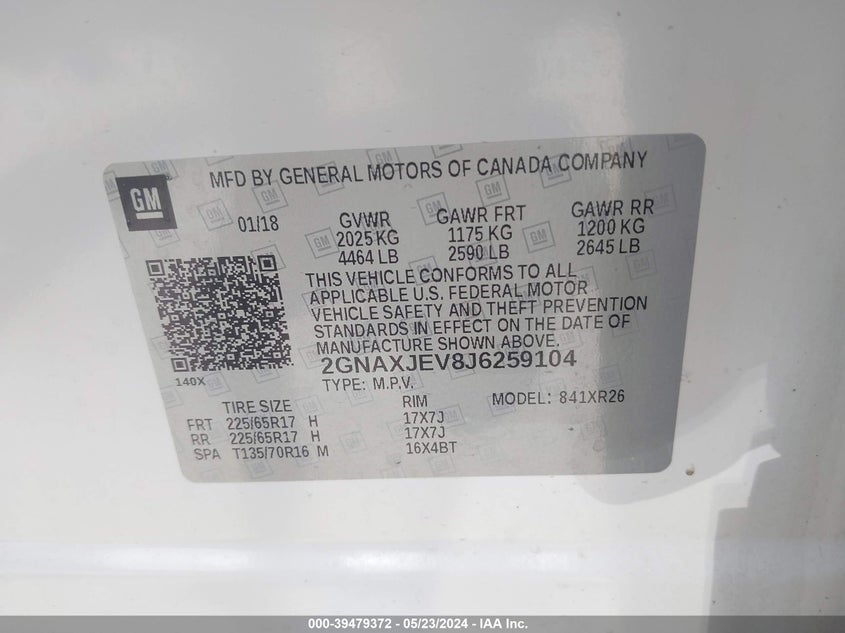 GM
MFD BY GENERAL MOTORS OF CANADA COMPANY
01/18 GVWR GAWR FRT GAWR RR
2025 KG 1175 KG 1200 KG
4464 LB 2590 LB 2645 LB
THIS VEHICLE CONFORMS TO ALL
APPLICABLE U.S. FEDERAL MOTOR
VEHICLE SAFETY AND THEFT PREVENTION
STANDARDS IN EFFECT ON THE DATE OF
MANUFACTURE SHOWN ABOVE.
2GNAXJEV8J6259104
140X TYPE: M.P.V.
TIRE SIZE RIM MODEL: 841XR26
FRT 225/65R17 H 17X7J
RR 225/65R17 H 17X7J
SPA T135/70R16 M 16X4BT
000-39479372 - 05/23/2024 - IAA Inc.